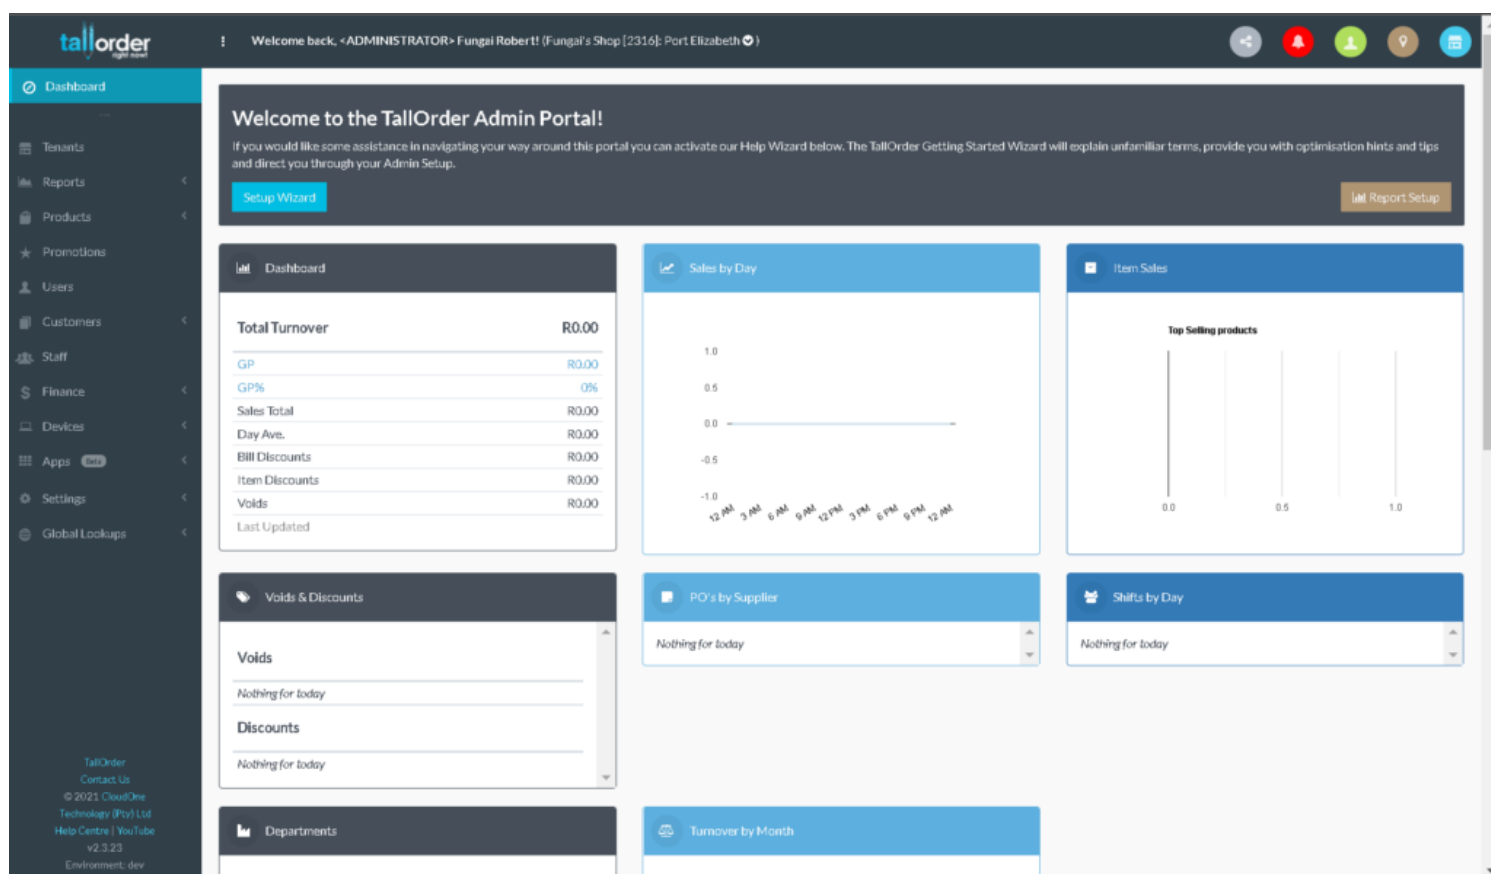 tallorder
right now!
Welcome back, <ADMINISTRATOR> Fungai Robert! (Fungai's Shop [2316]: Port Elizabeth )
Dashboard
Tenants
Reports
Products
Promotions
Users
Customers
Staff
Finance
Devices
Apps Beta
Settings
Global Lookups
TallOrder
Contact Us
© 2021 CloudOne
Technology (Pty) Ltd
Help Centre | YouTube
v2.3.23
Environment: dev
Welcome to the TallOrder Admin Portal!
If you would like some assistance in navigating your way around this portal you can activate our Help Wizard below. The TallOrder Getting Started Wizard will explain unfamiliar terms, provide you with optimisation hints and tips
and direct you through your Admin Setup.
Setup Wizard
Report Setup
Dashboard
Total Turnover R0.00
GP R0.00
GP% 0%
Sales Total R0.00
Day Ave. R0.00
Bill Discounts R0.00
Item Discounts R0.00
Voids R0.00
Last Updated
Sales by Day
1.0
0.5
0.0
-0.5
-1.0
12 AM 3 AM 6 AM 9 AM 12 PM 3 PM 6 PM 9 PM 12 AM
Item Sales
Top Selling products
0.0 0.5 1.0
Voids & Discounts
Voids
Nothing for today
Discounts
Nothing for today
PO's by Supplier
Nothing for today
Shifts by Day
Nothing for today
Departments
Turnover by Month